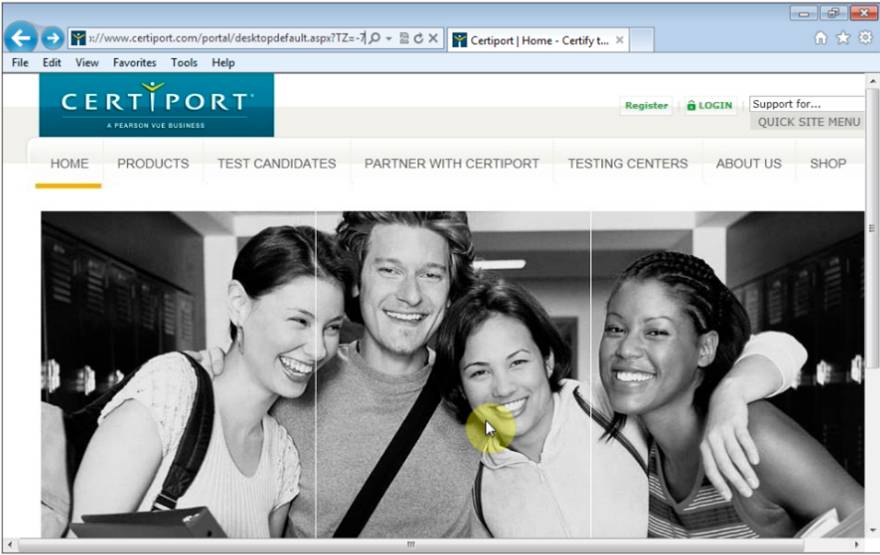 x://www.certiport.com/portal/desktopdefault.aspx?TZ=-7
Certiport | Home - Certify t...
File Edit View Favorites Tools Help
CERTIPORT
A PEARSON VUE BUSINESS
Register LOGIN Support for...
QUICK SITE MENU
HOME PRODUCTS TEST CANDIDATES PARTNER WITH CERTIPORT TESTING CENTERS ABOUT US SHOP